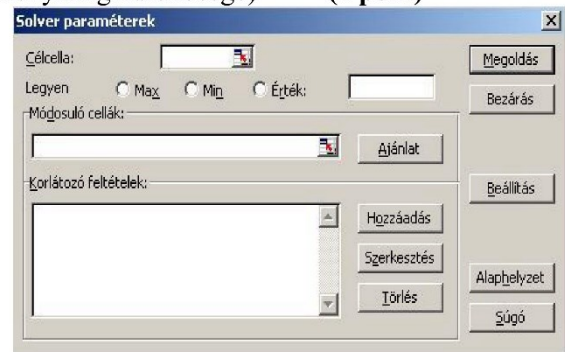 Solver paraméterek
Célcella:
Megoldás
Legyen Max Min Érték:
Bezárás
Módosuló cellák:
Ajánlat
Korlátozó feltételek:
Beállítás
Hozzáadás
Szerkesztés
Törlés
Alaphelyzet
Súgó